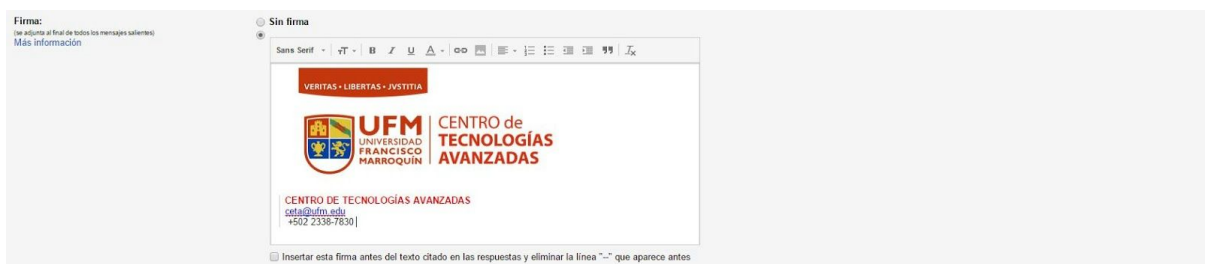 Firma:
(se adjunta al final de todos los mensajes salientes)
Más información
Sin firma
Sans Serif
VERITAS • LIBERTAS • JVSTITIA
UFM
UNIVERSIDAD
FRANCISCO
MARROQUÍN
CENTRO de
TECNOLOGÍAS
AVANZADAS
CENTRO DE TECNOLOGÍAS AVANZADAS
ceta@ufm.edu
+502 2338-7830
Insertar esta firma antes del texto citado en las respuestas y eliminar la línea "--" que aparece antes